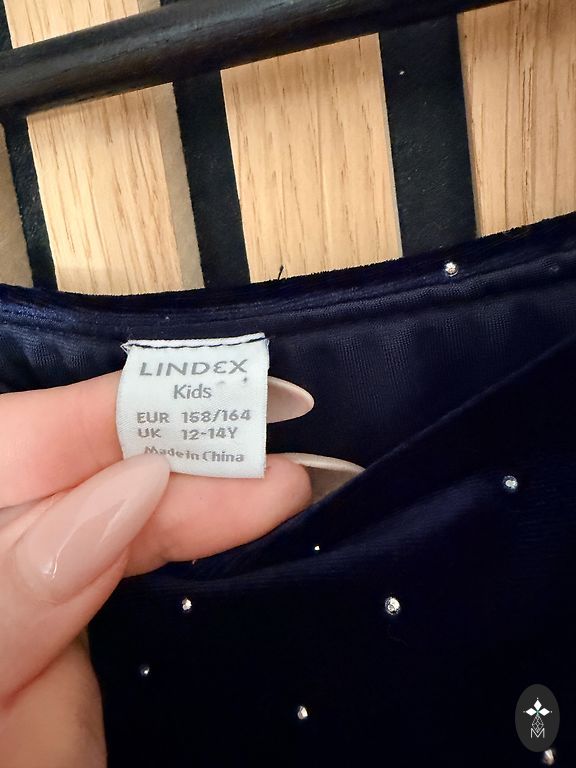 LINDEX
Kids
EUR 158/164
UK 12-14Y
Made in China
M